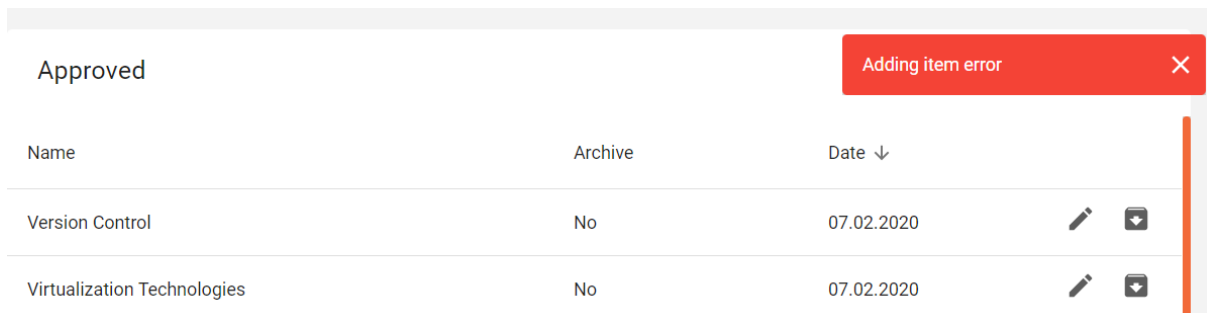 Approved
Adding item error
Name Archive Date
Version Control No 07.02.2020
Virtualization Technologies No 07.02.2020